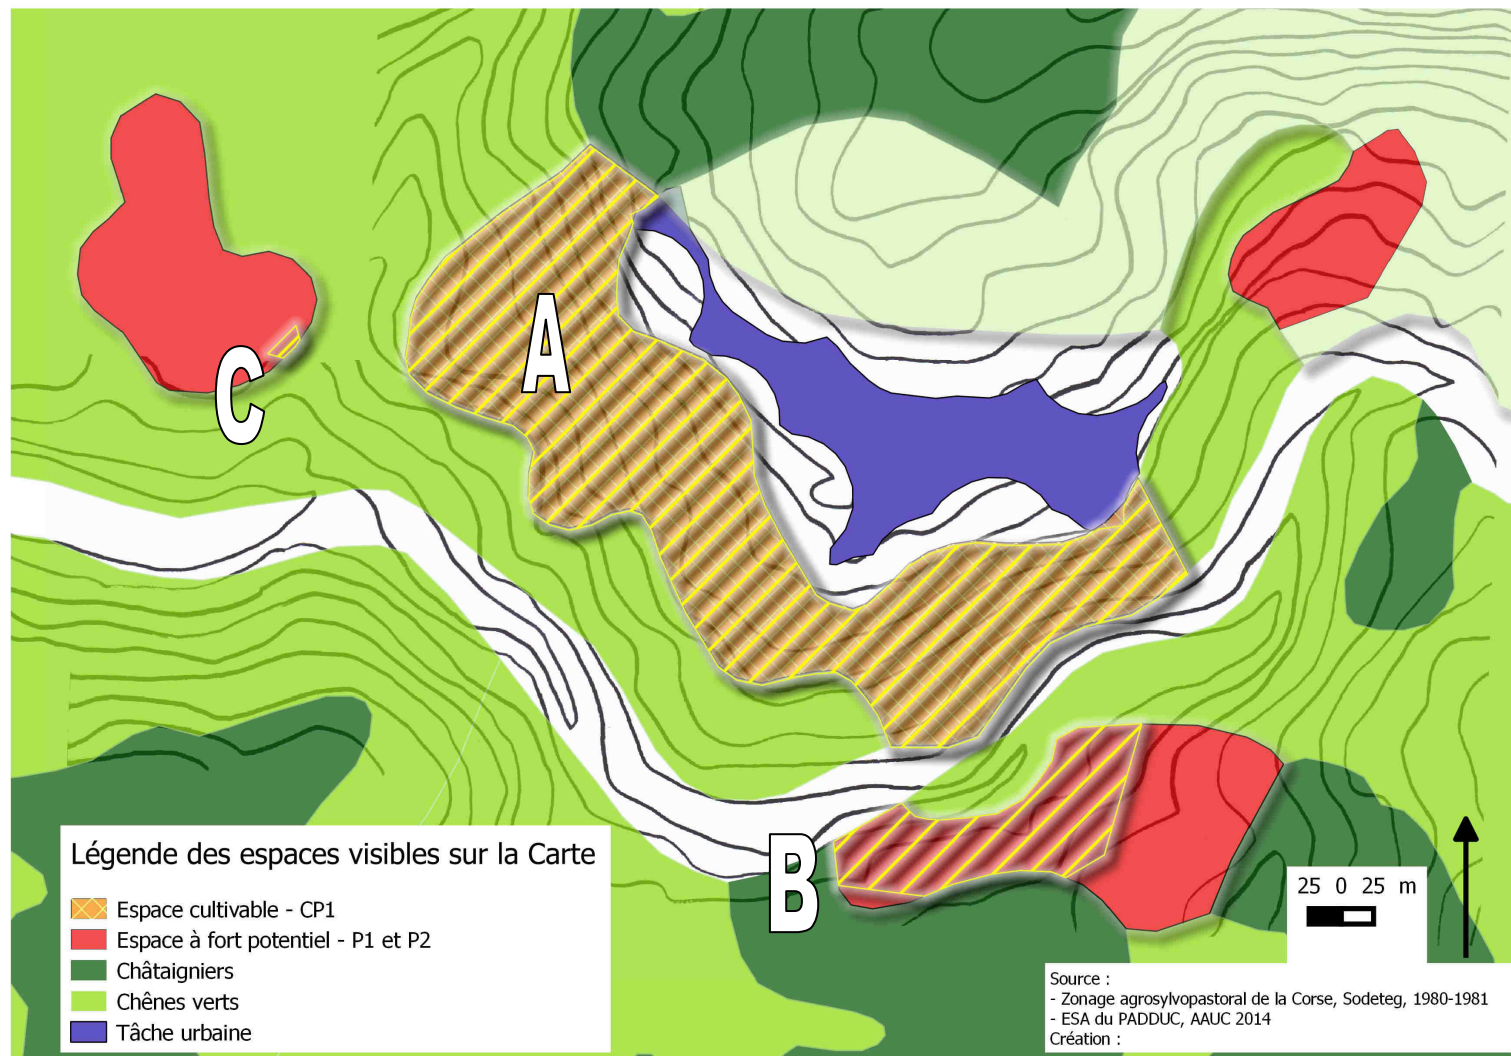 A
C
B
Légende des espaces visibles sur la Carte
Espace cultivable - CP1
Espace à fort potentiel - P1 et P2
Châtaigniers
Chênes verts
Tâche urbaine
25 0 25 m
Source :
- Zonage agrosylvopastoral de la Corse, Sodeteg, 1980-1981
- ESA du PADDUC, AAUC 2014
Création :